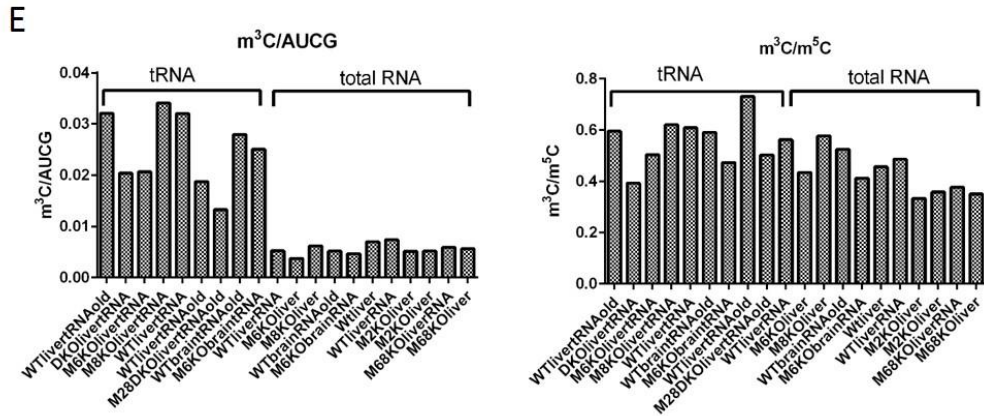 E
m³C/AUCG
tRNA
total RNA
m³C/AUCG
0.04
0.03
0.02
0.01
0.00
WTlivertRNAold
DKOlivertRNA
M6KOlivertRNA
M8KOlivertRNA
WTlivertRNA
WTlivertRNAold
M28DKOlivertRNAold
WTbraintRNAold
M6KObraintRNA
WTliverRNA
M6KOliver
M8KOliver
WTbrainRNAold
M6KObrainRNA
Wtliver
WTliverRNA
M2KOliver
M2KOliver
M68KOliverRNA
M68KOliver
m³C/m⁵C
tRNA
total RNA
m³C/m⁵C
0.8
0.6
0.4
0.2
0.0
WTlivertRNAold
DKOlivertRNA
M6KOlivertRNA
M8KOlivertRNA
WTlivertRNA
WTbraintRNAold
M6KObraintRNA
WTlivertRNAold
M28DKOlivertRNAold
WTliverRNA
M6KOliver
M8KOliver
WTbrainRNAold
M6KObrainRNA
Wtliver
WTliverRNA
M2KOliver
M2KOliver
M68KOliverRNA
M68KOliver